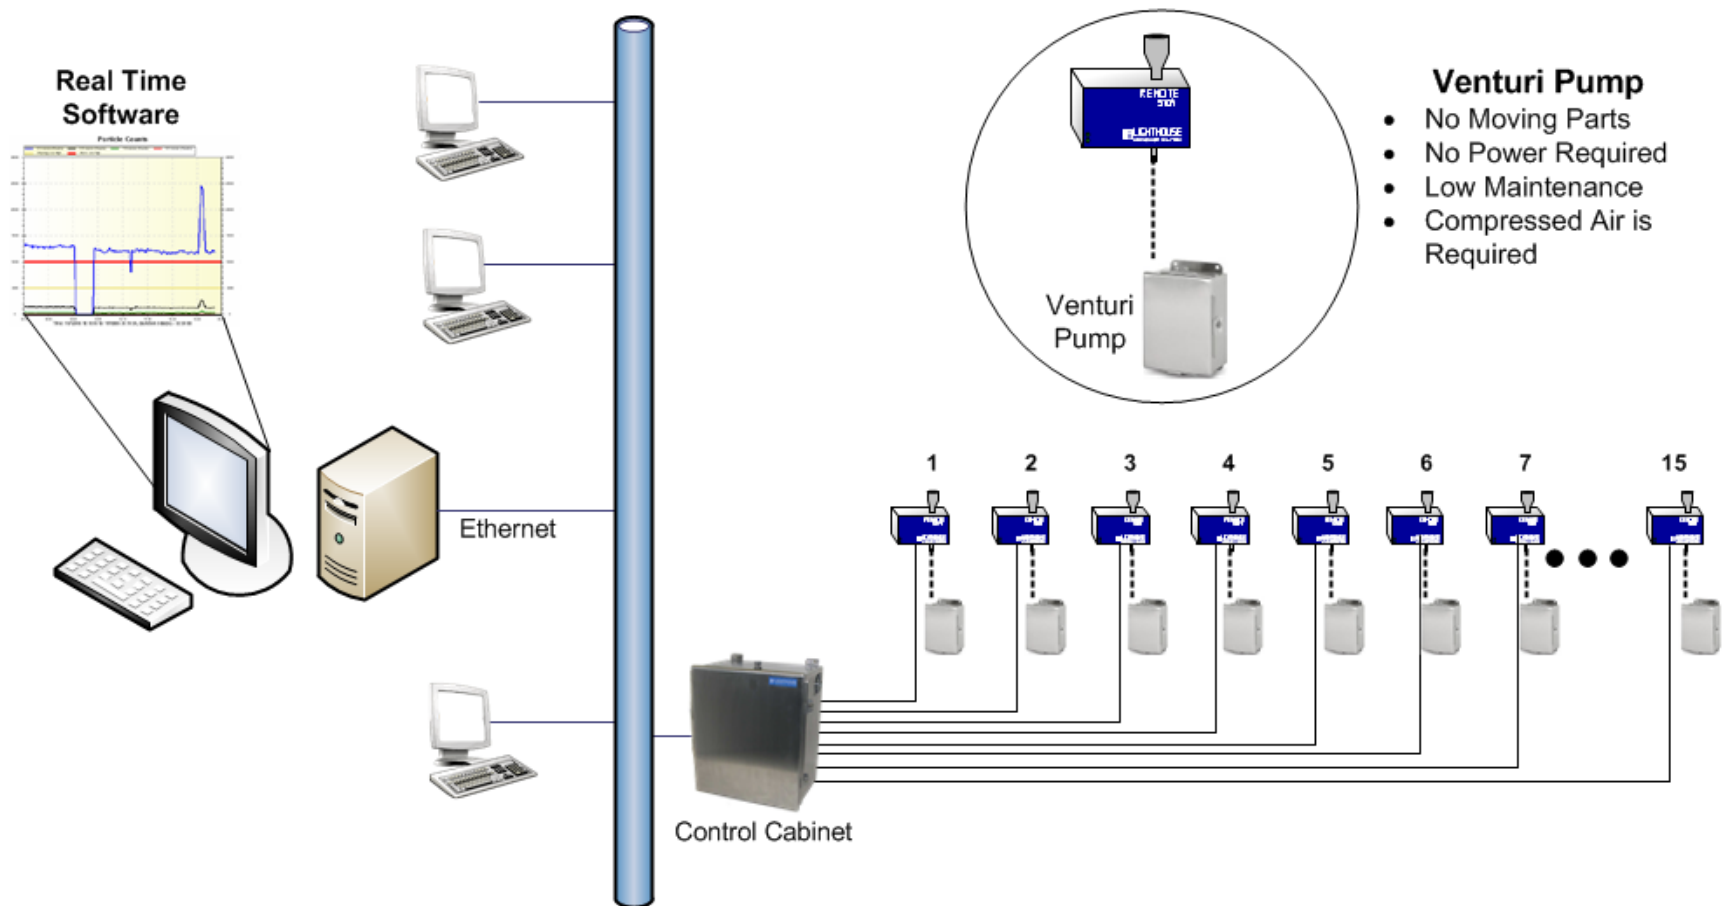 Real Time
Software
Particle Counts
REMOTE
LIGHTHOUSE
Venturi
Pump
Venturi Pump
• No Moving Parts
• No Power Required
• Low Maintenance
• Compressed Air is
Required
Ethernet
1 2 3 4 5 6 7 15
Control Cabinet